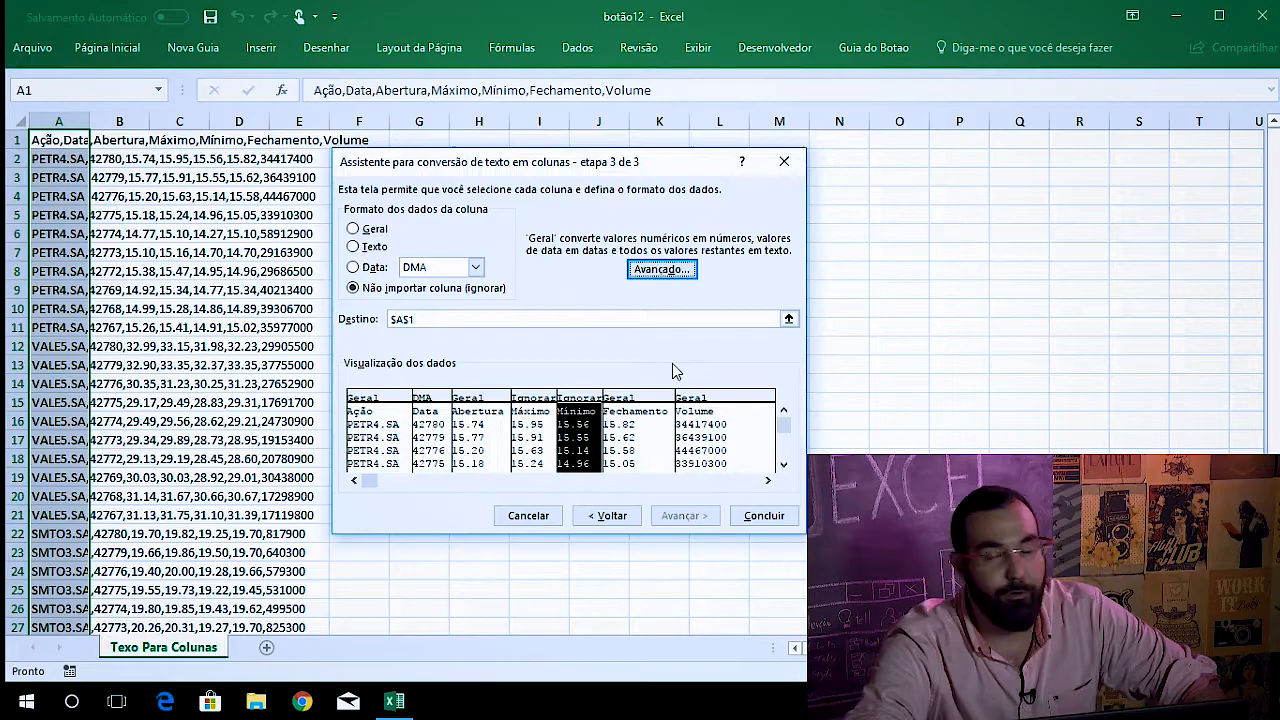 Salvamento Automático
botão12 - Excel
Arquivo
Página Inicial
Nova Guia
Inserir
Desenhar
Layout da Página
Fórmulas
Dados
Revisão
Exibir
Desenvolvedor
Guia do Botao
Diga-me o que você deseja fazer
Compartilhar
A1
fx
Ação,Data,Abertura,Máximo,Mínimo,Fechamento,Volume
A B C D E F G H I J K L M N O P Q R S T U
1 Ação,Data,Abertura,Máximo,Mínimo,Fechamento,Volume
2 PETR4.SA,42780,15.74,15.95,15.56,15.82,34417400
3 PETR4.SA,42779,15.77,15.91,15.55,15.62,36439100
4 PETR4.SA,42776,15.20,15.63,15.14,15.58,44467000
5 PETR4.SA,42775,15.18,15.24,14.96,15.05,33910300
6 PETR4.SA,42774,14.77,15.10,14.27,15.10,58912900
7 PETR4.SA,42773,15.10,15.16,14.70,14.70,29163900
8 PETR4.SA,42772,15.38,15.47,14.95,15.10,29686500
9 PETR4.SA,42769,14.92,15.34,14.77,15.34,40213400
10 PETR4.SA,42768,14.99,15.28,14.86,14.89,39306700
11 PETR4.SA,42767,15.26,15.41,14.91,15.02,35977000
12 VALE5.SA,42780,32.99,33.15,31.98,32.23,29905500
13 VALE5.SA,42779,32.90,33.35,32.37,33.35,37755000
14 VALE5.SA,42776,30.35,31.23,30.25,31.23,27652900
15 VALE5.SA,42775,29.17,29.49,28.54,29.31,17691700
16 VALE5.SA,42774,29.35,29.49,28.56,28.62,24730900
17 VALE5.SA,42773,29.34,29.89,28.73,28.95,19153400
18 VALE5.SA,42772,29.13,29.19,28.45,28.60,20780900
19 VALE5.SA,42769,30.03,30.03,28.92,29.01,30438000
20 VALE5.SA,42768,31.14,31.67,30.66,30.67,17298900
21 VALE5.SA,42767,31.13,31.75,31.10,31.39,17119800
22 SMTO3.SA,42780,19.70,19.82,19.25,19.70,817900
23 SMTO3.SA,42779,19.66,19.86,19.50,19.70,640300
24 SMTO3.SA,42776,19.40,20.00,19.28,19.66,579300
25 SMTO3.SA,42775,19.55,19.73,19.22,19.45,531000
26 SMTO3.SA,42774,19.80,19.85,19.43,19.62,499500
27 SMTO3.SA,42773,20.26,20.31,19.27,19.70,825300
Assistente para conversão de texto em colunas - etapa 3 de 3
?
Esta tela permite que você selecione cada coluna e defina o formato dos dados.
Formato dos dados da coluna
Geral
Texto
Data: DMA
Não importar coluna (ignorar)
'Geral' converte valores numéricos em números, valores
de data em datas e todos os valores restantes em texto.
Avançado...
Destino: $A$1
Visualização dos dados
Geral DMA Geral Ignorar Ignorar Geral Geral
Ação Data Abertura Máximo Mínimo Fechamento Volume
PETR4.SA 42780 15.74 15.95 15.56 15.82 34417400
PETR4.SA 42779 15.77 15.91 15.55 15.62 36439100
PETR4.SA 42776 15.20 15.63 15.14 15.58 44467000
PETR4.SA 42775 15.18 15.24 14.96 15.05 33910300
Cancelar
< Voltar
Avançar >
Concluir
Texo Para Colunas
Pronto
EXCE
CLUB
WORK
IT